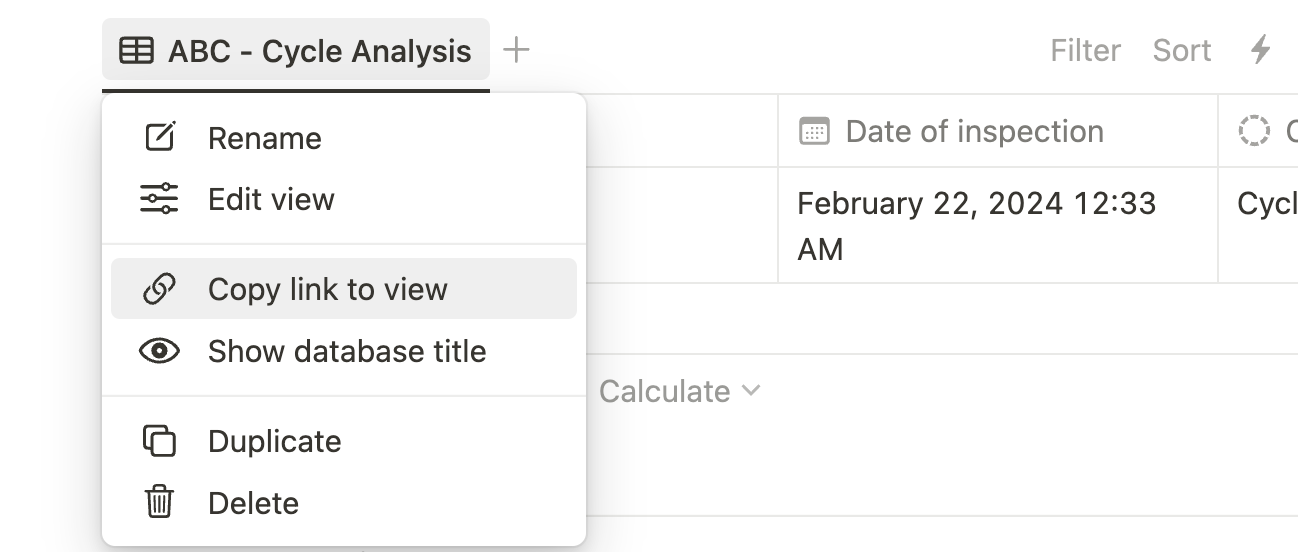 ABC - Cycle Analysis
Filter
Sort
Rename
Edit view
Copy link to view
Show database title
Duplicate
Delete
Date of inspection
February 22, 2024 12:33
AM
Calculate